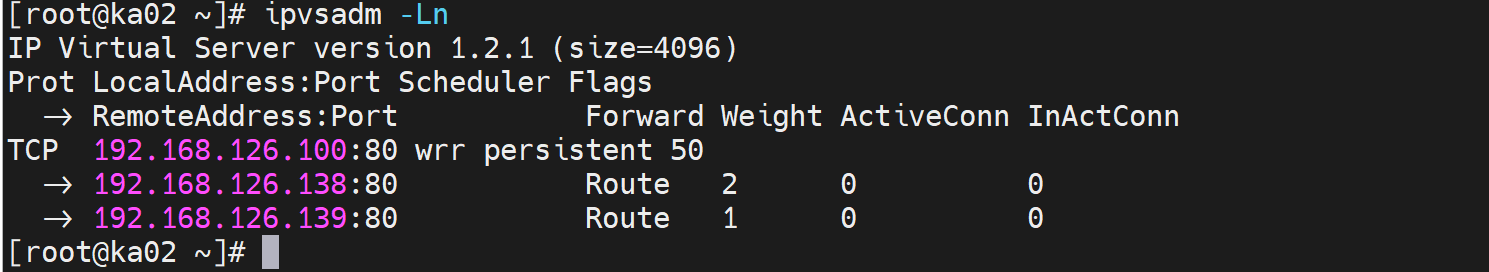 [root@ka02 ~]# ipvsadm -Ln
IP Virtual Server version 1.2.1 (size=4096)
Prot LocalAddress:Port Scheduler Flags
  -> RemoteAddress:Port           Forward Weight ActiveConn InActConn
TCP  192.168.126.100:80 wrr persistent 50
  -> 192.168.126.138:80           Route   2      0          0
  -> 192.168.126.139:80           Route   1      0          0
[root@ka02 ~]#